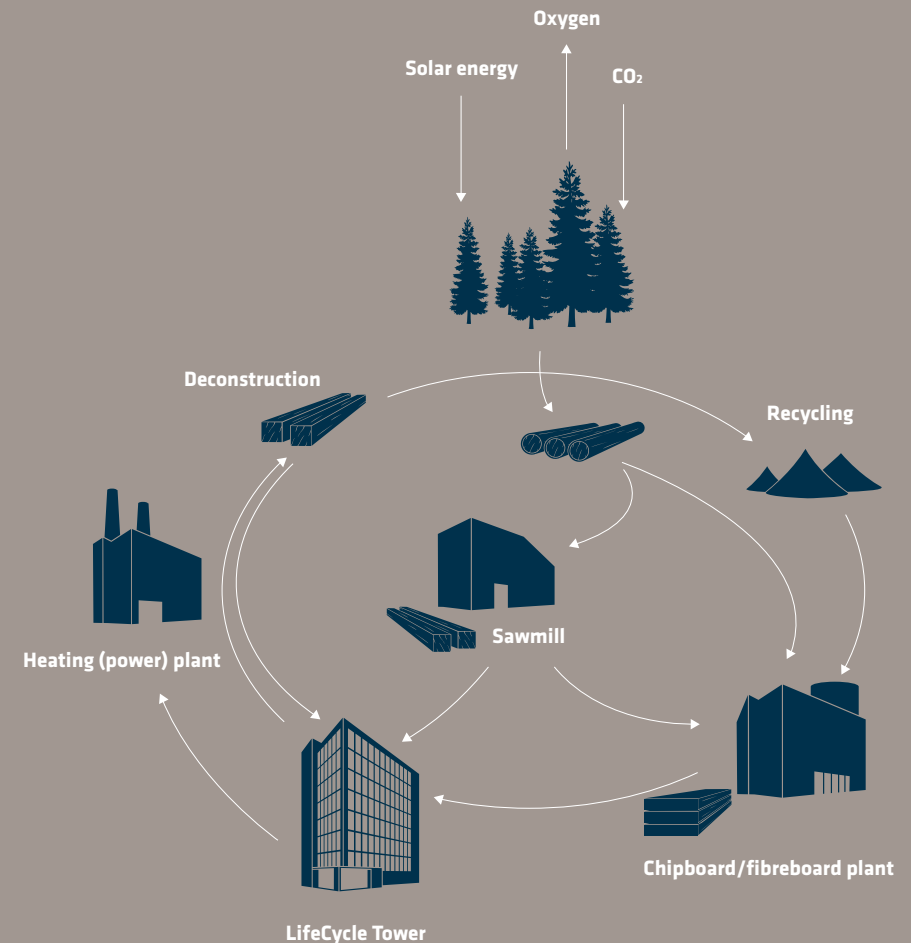 Oxygen
Solar energy
CO₂
Deconstruction
Recycling
Sawmill
Heating (power) plant
Chipboard/fibreboard plant
LifeCycle Tower